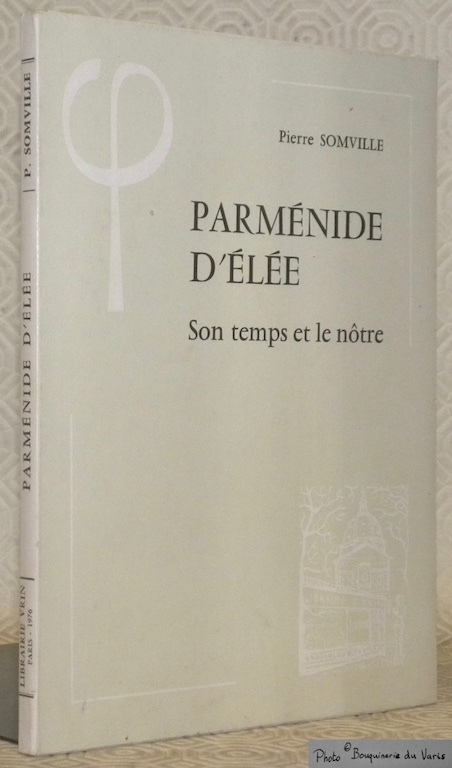 Pierre SOMVILLE
PARMÉNIDE
D'ÉLÉE
Son temps et le nôtre
P. SOMVILLE
PARMÉNIDE D'ÉLÉE
LIBRAIRIE VRIN
PARIS - 1976
φ
Photo © Bouquinerie du Varis